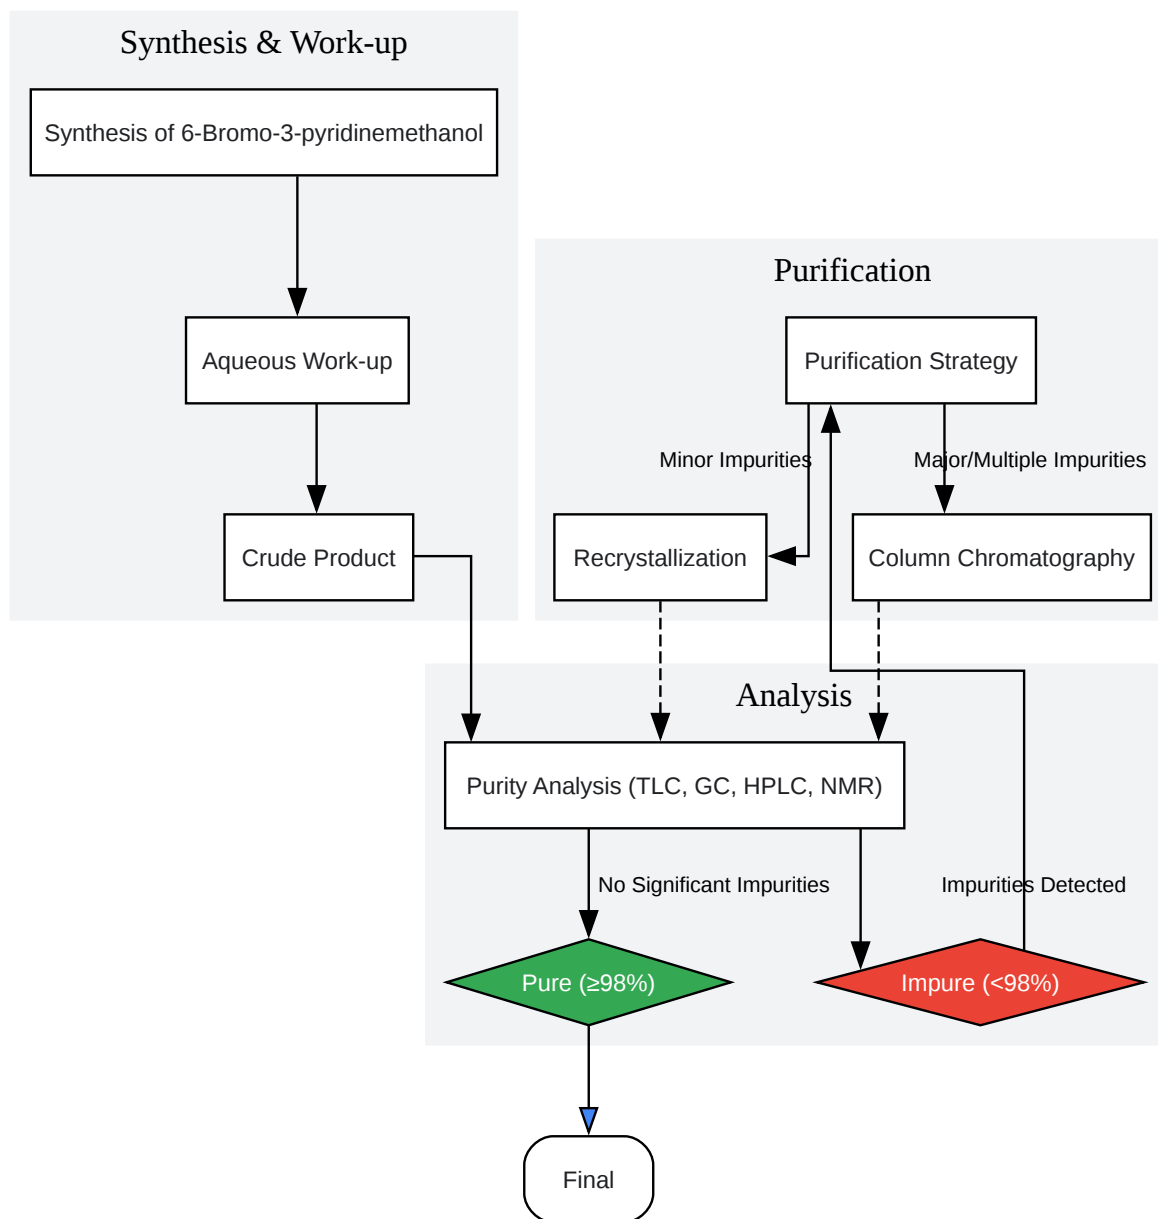 Synthesis & Work-up
Synthesis of 6-Bromo-3-pyridinemethanol
Aqueous Work-up
Crude Product
Purification
Purification Strategy
Minor Impurities
Major/Multiple Impurities
Recrystallization
Column Chromatography
Analysis
Purity Analysis (TLC, GC, HPLC, NMR)
No Significant Impurities
Impurities Detected
Pure (≥98%)
Impure (<98%)
Final